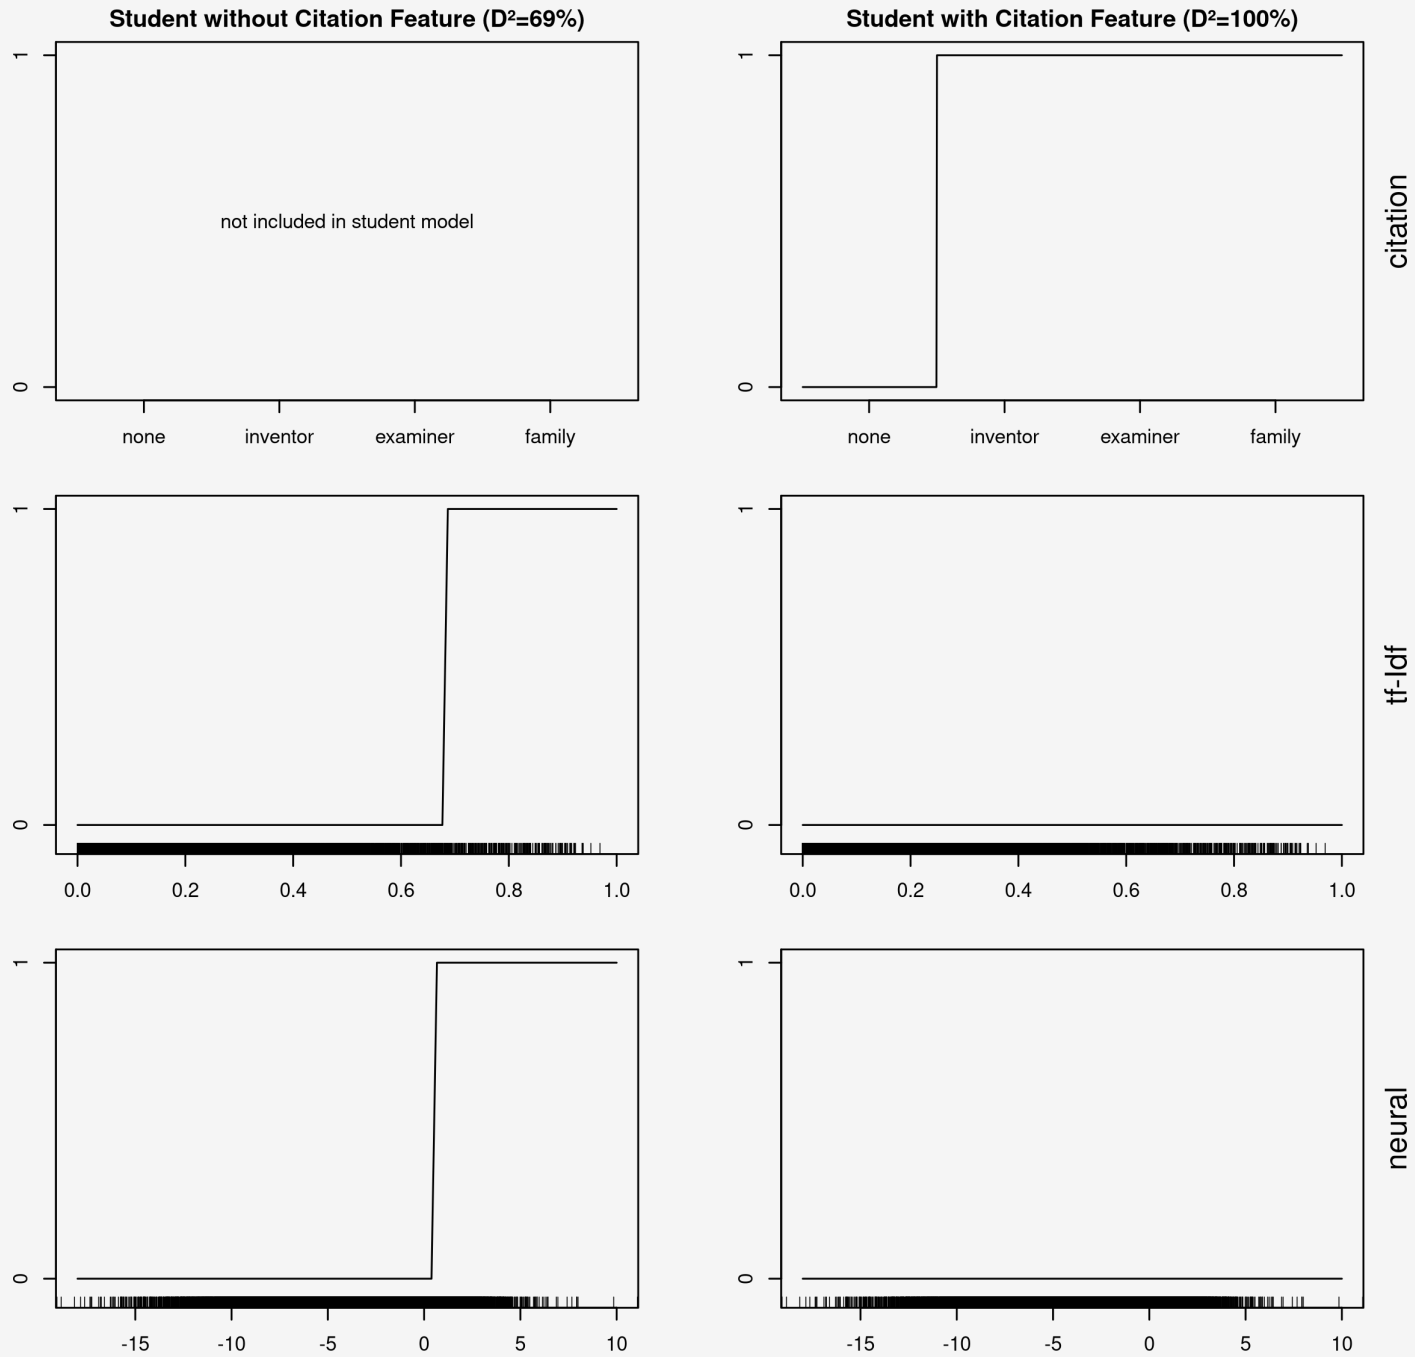 Student without Citation Feature (D²=69%)
Student with Citation Feature (D²=100%)
1
0
not included in student model
none inventor examiner family
1
0
none inventor examiner family
citation
1
0
0.0 0.2 0.4 0.6 0.8 1.0
1
0
0.0 0.2 0.4 0.6 0.8 1.0
tf-Idf
1
0
-15 -10 -5 0 5 10
1
0
-15 -10 -5 0 5 10
neural